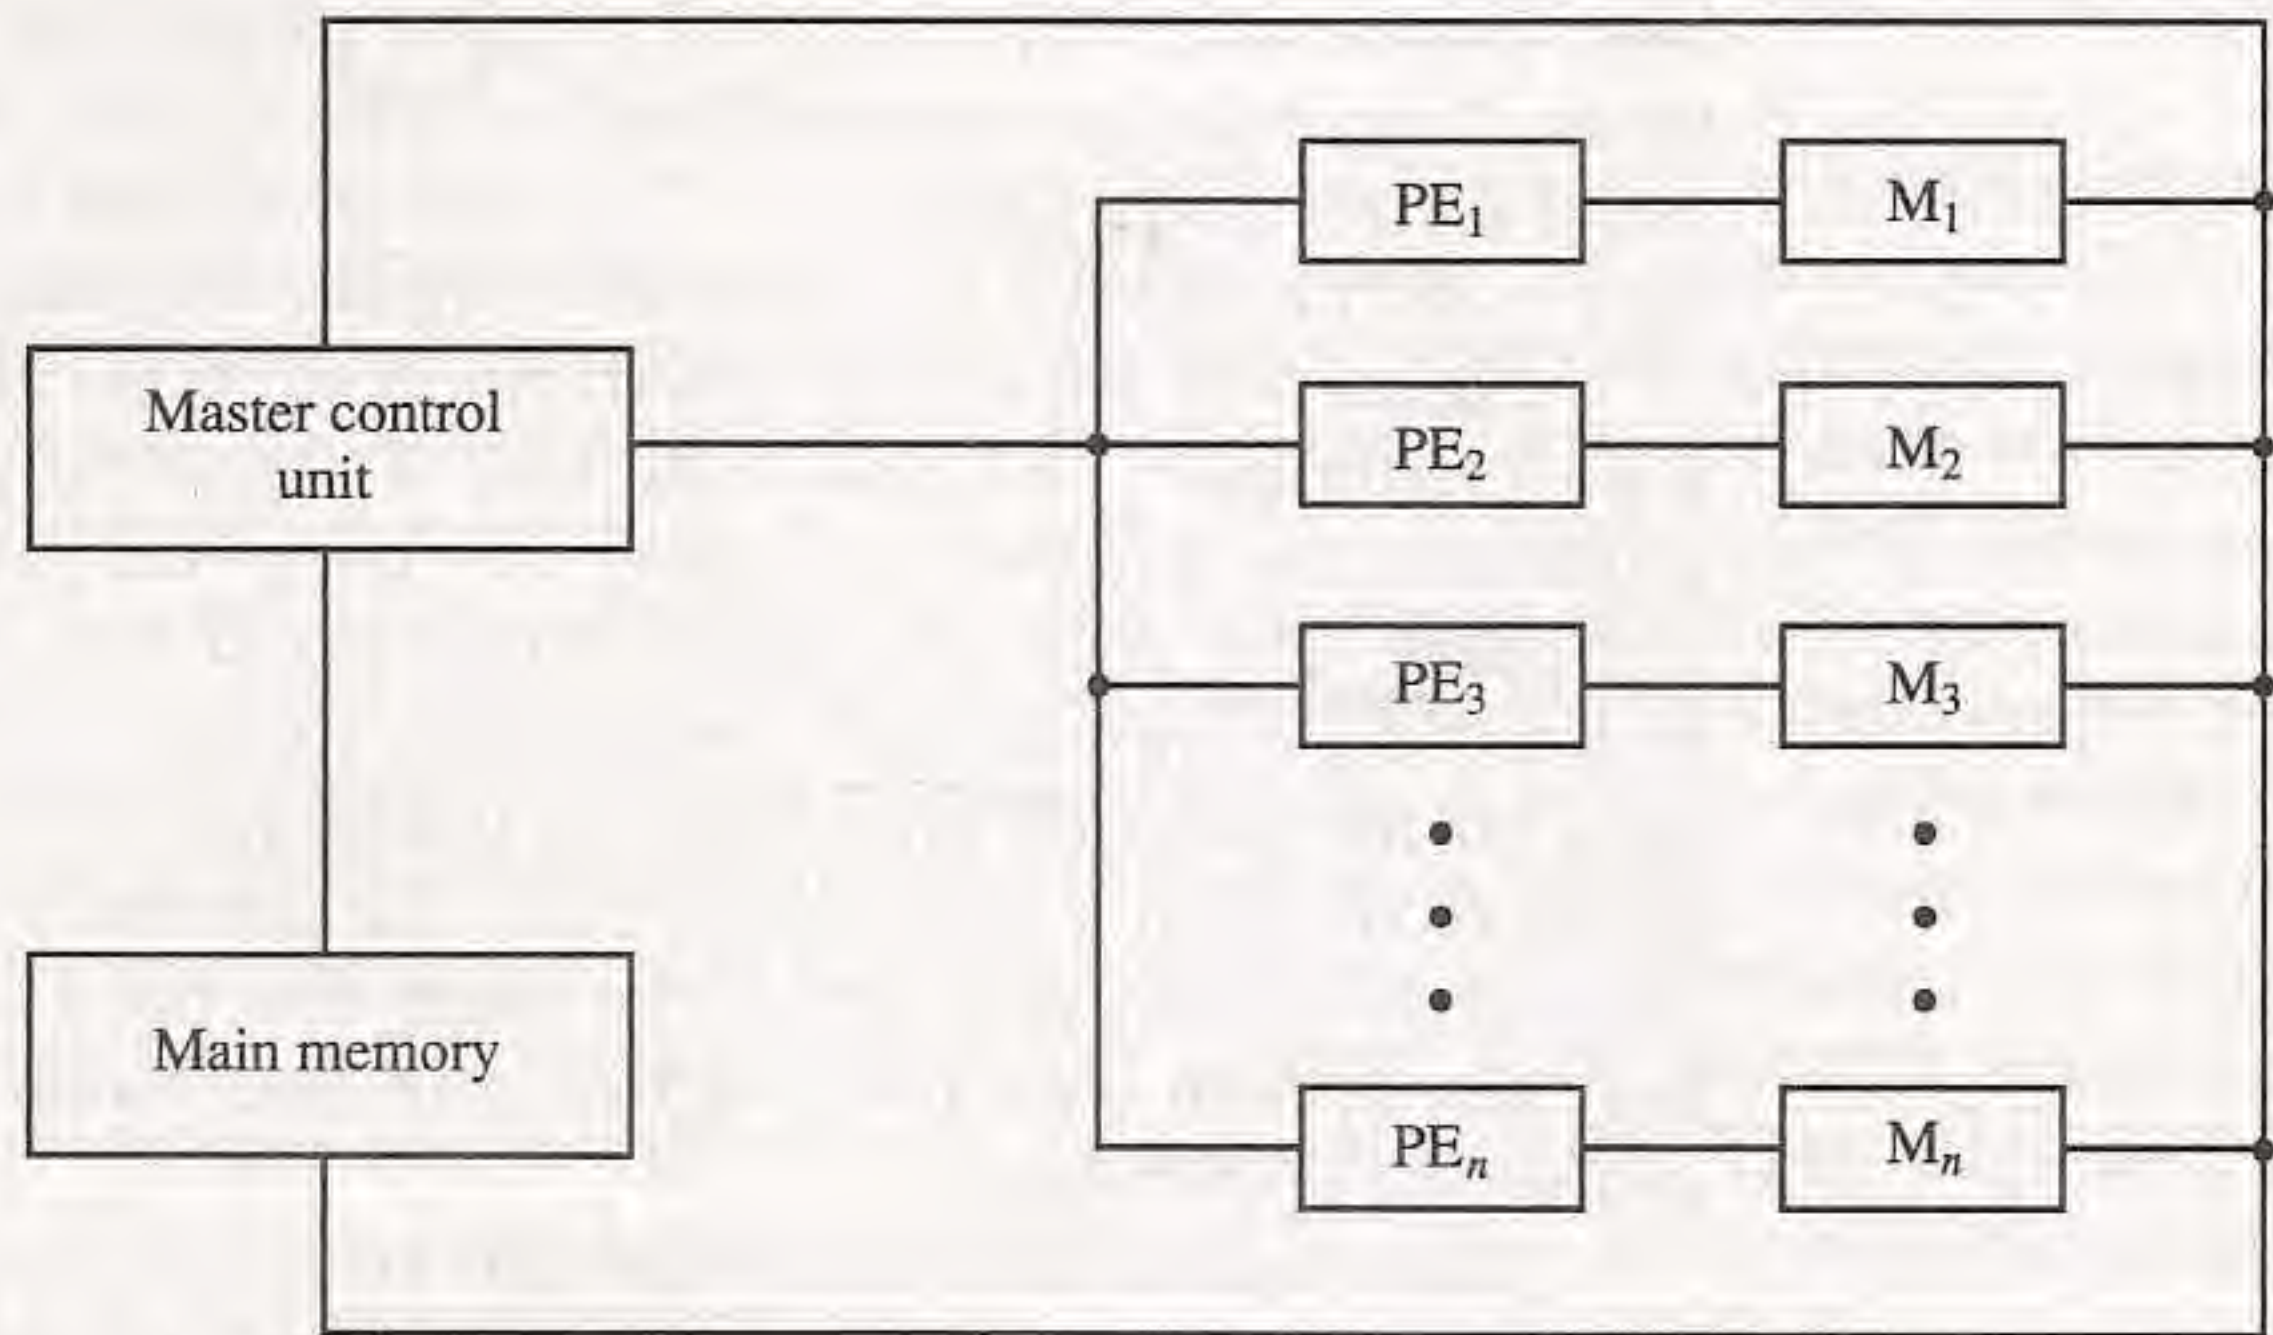 PE₁ M₁
Master control
unit
PE₂ M₂
PE₃ M₃
Main memory
PEₙ Mₙ